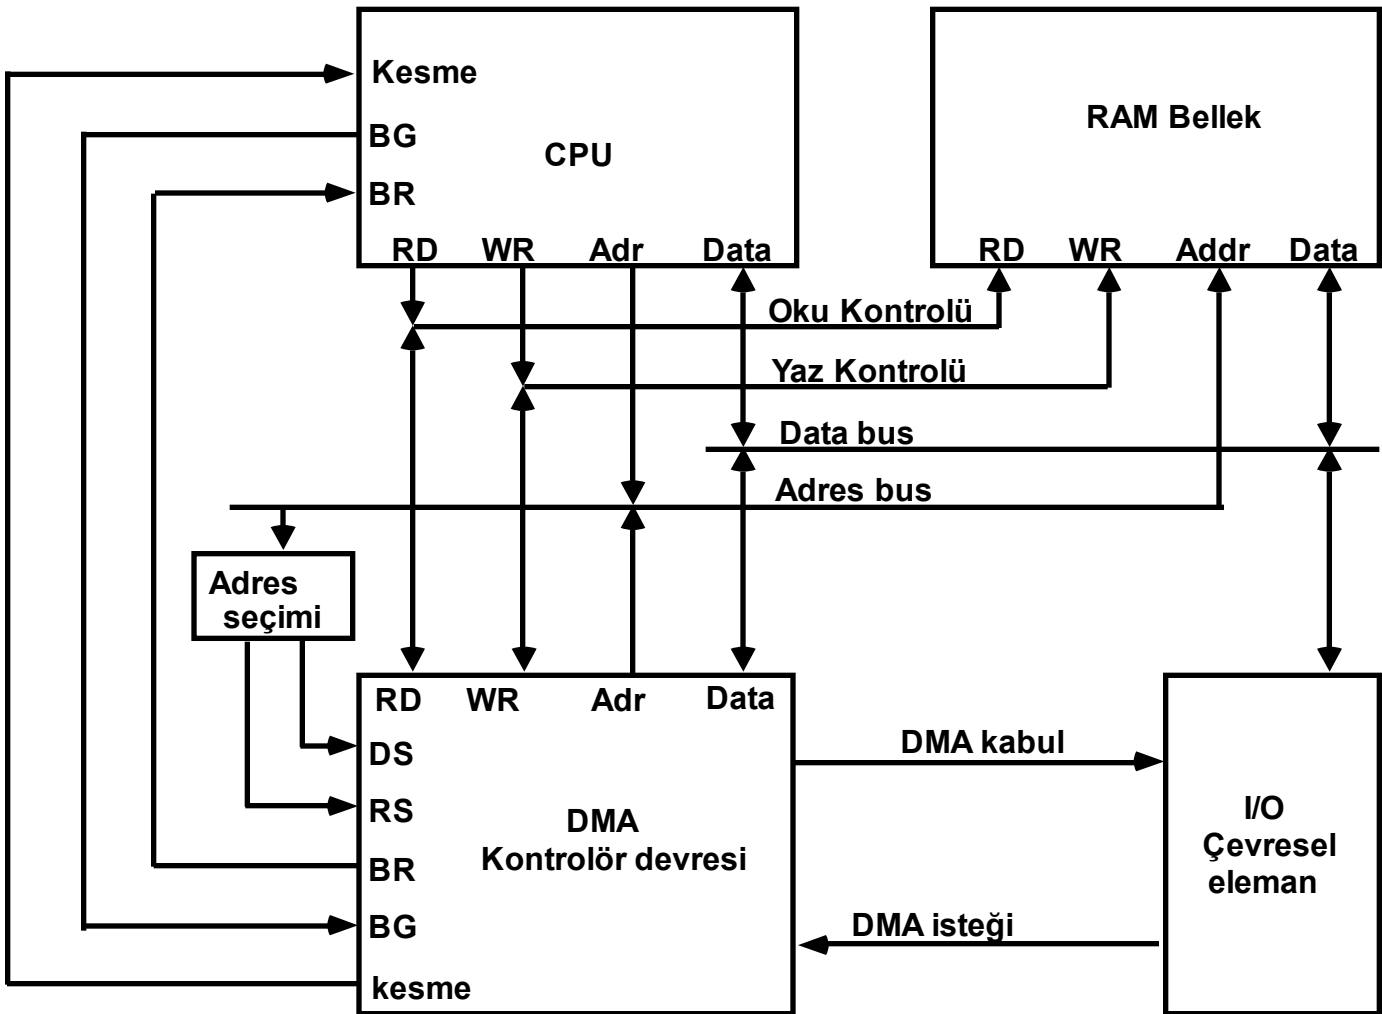 Kesme
BG
BR
CPU
RD WR Adr Data
RAM Bellek
RD WR Addr Data
Oku Kontrolü
Yaz Kontrolü
Data bus
Adres bus
Adres
seçimi
RD WR Adr Data
DS
RS
BR
BG
kesme
DMA
Kontrolör devresi
DMA kabul
DMA isteği
I/O
Çevresel
eleman